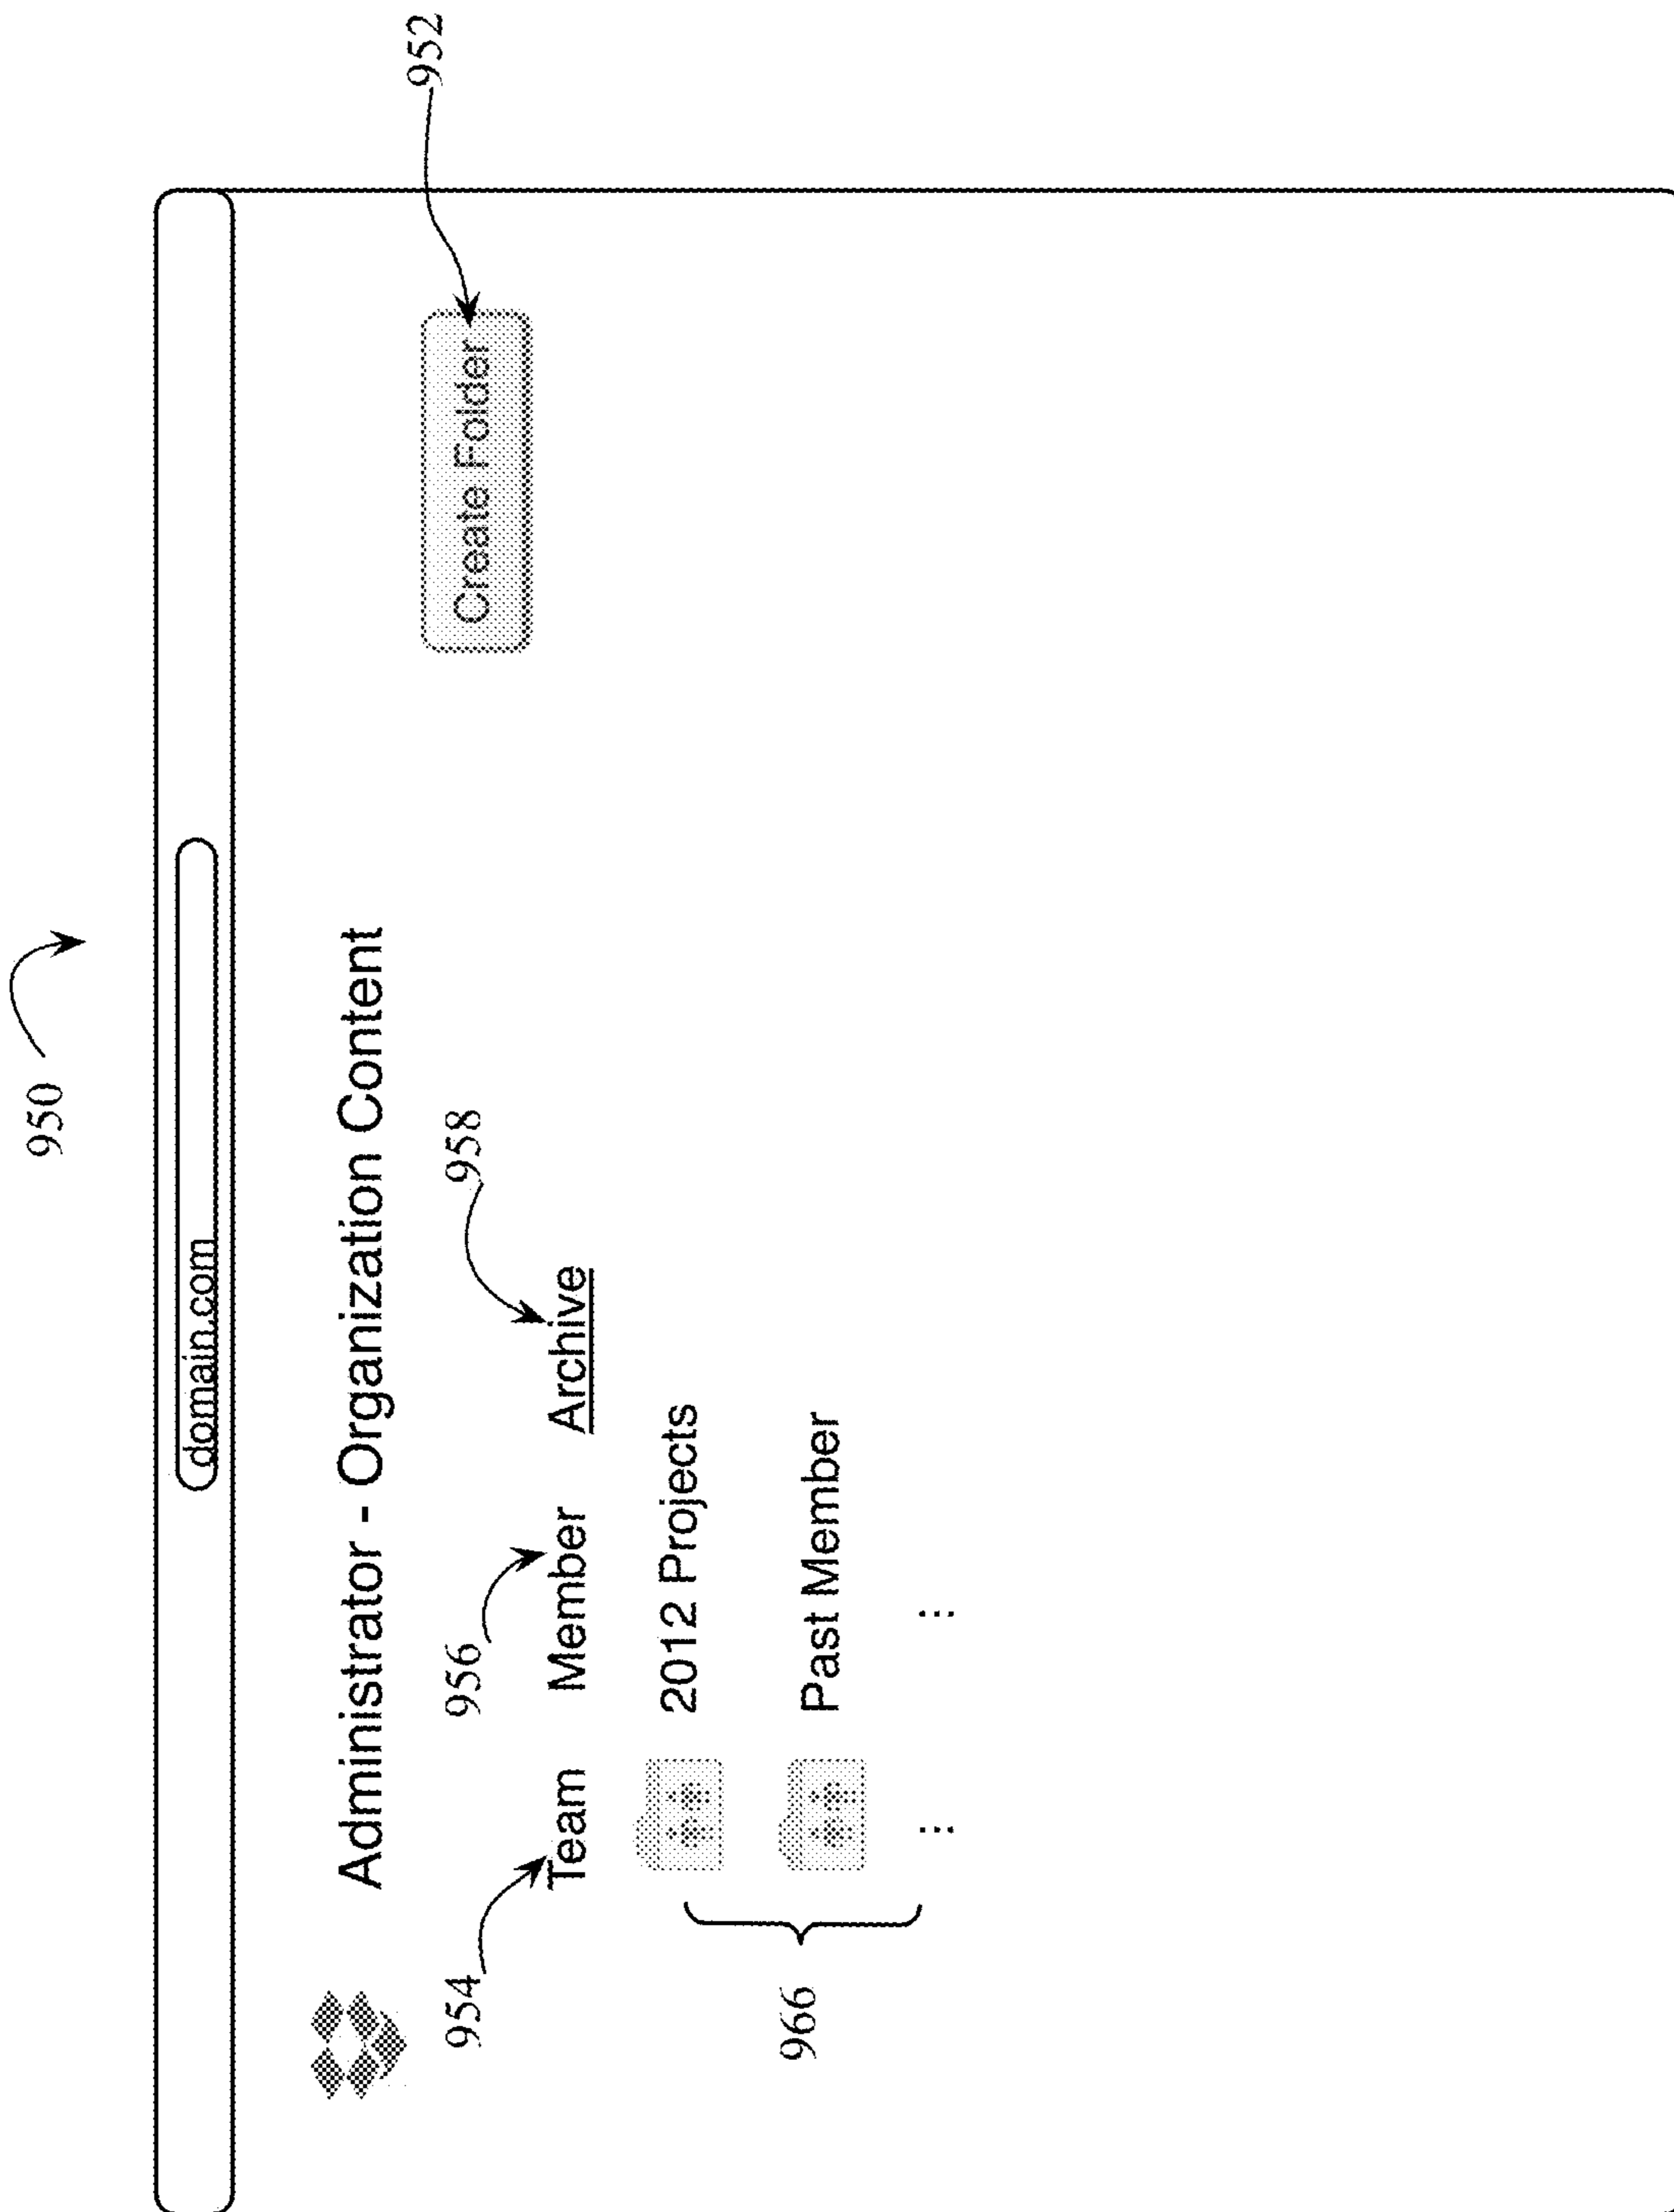 950
952
domain.com
Administrator - Organization Content
954
956
958
Create Folder
Team Member Archive
2012 Projects
966
Past Member
⋮ ⋮